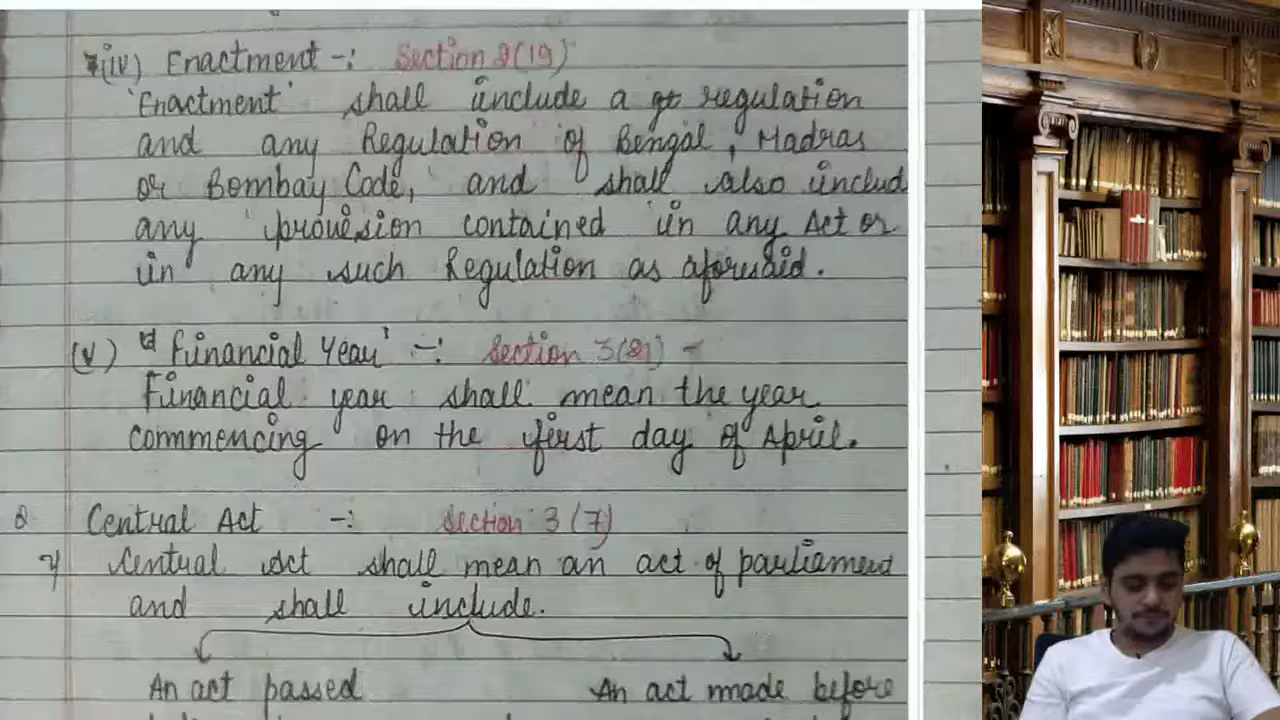 (iv) Enactment -: Section 3(19)
'Enactment' shall include a regulation
and any Regulation of Bengal, Madras
or Bombay Code, and shall also includ
any provision contained in any Act or
in any such Regulation as aforesaid.
(v) 'Financial Year' -: Section 3(21) -
Financial year shall mean the year
commencing on the first day of April.
Q Central Act -: Section 3(7)
Central Act shall mean an act of parliament
and shall include.
An act passed An act made before